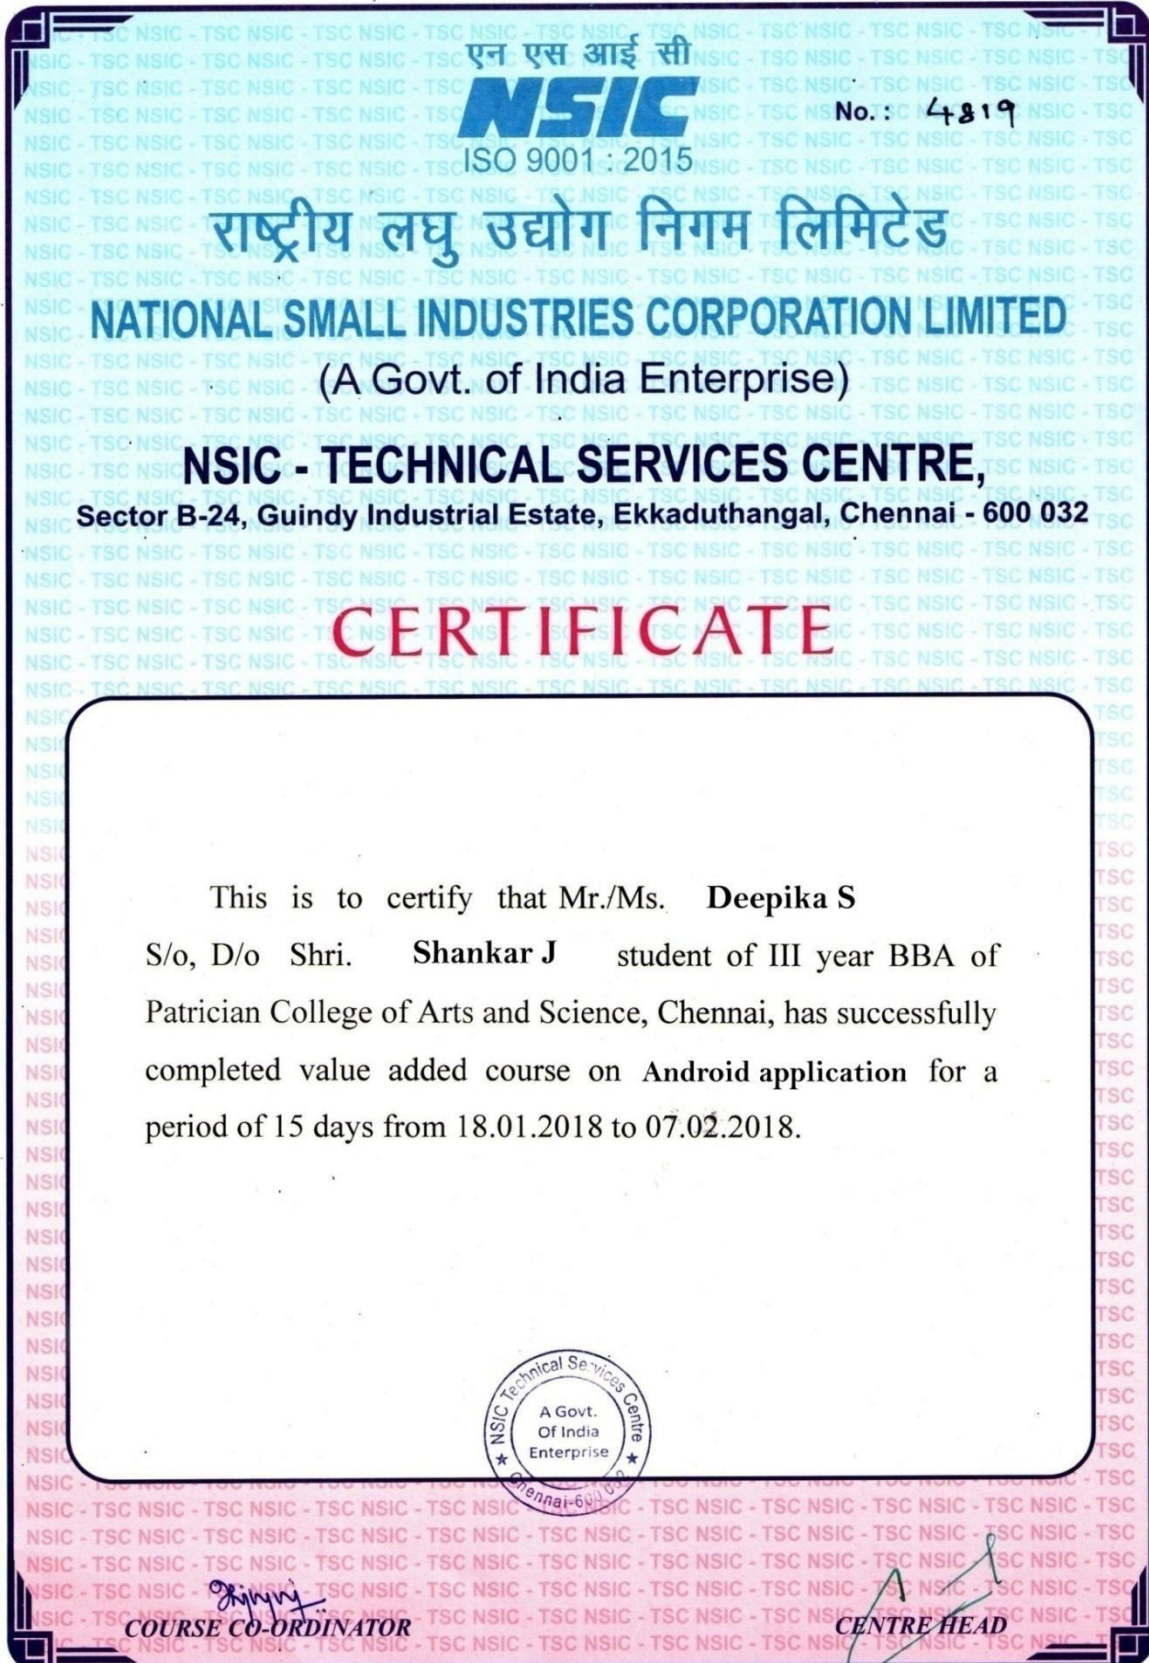 एन एस आई सी
NSIC
No.: 4819
ISO 9001 : 2015
राष्ट्रीय लघु उद्योग निगम लिमिटेड
NATIONAL SMALL INDUSTRIES CORPORATION LIMITED
(A Govt. of India Enterprise)
NSIC - TECHNICAL SERVICES CENTRE,
Sector B-24, Guindy Industrial Estate, Ekkaduthangal, Chennai - 600 032
CERTIFICATE
This is to certify that Mr./Ms. Deepika S
S/o, D/o Shri. Shankar J student of III year BBA of
Patrician College of Arts and Science, Chennai, has successfully
completed value added course on Android application for a
period of 15 days from 18.01.2018 to 07.02.2018.
NSIC Technical Services Centre
A Govt.
Of India
Enterprise
Chennai-600 032
COURSE CO-ORDINATOR
CENTRE HEAD